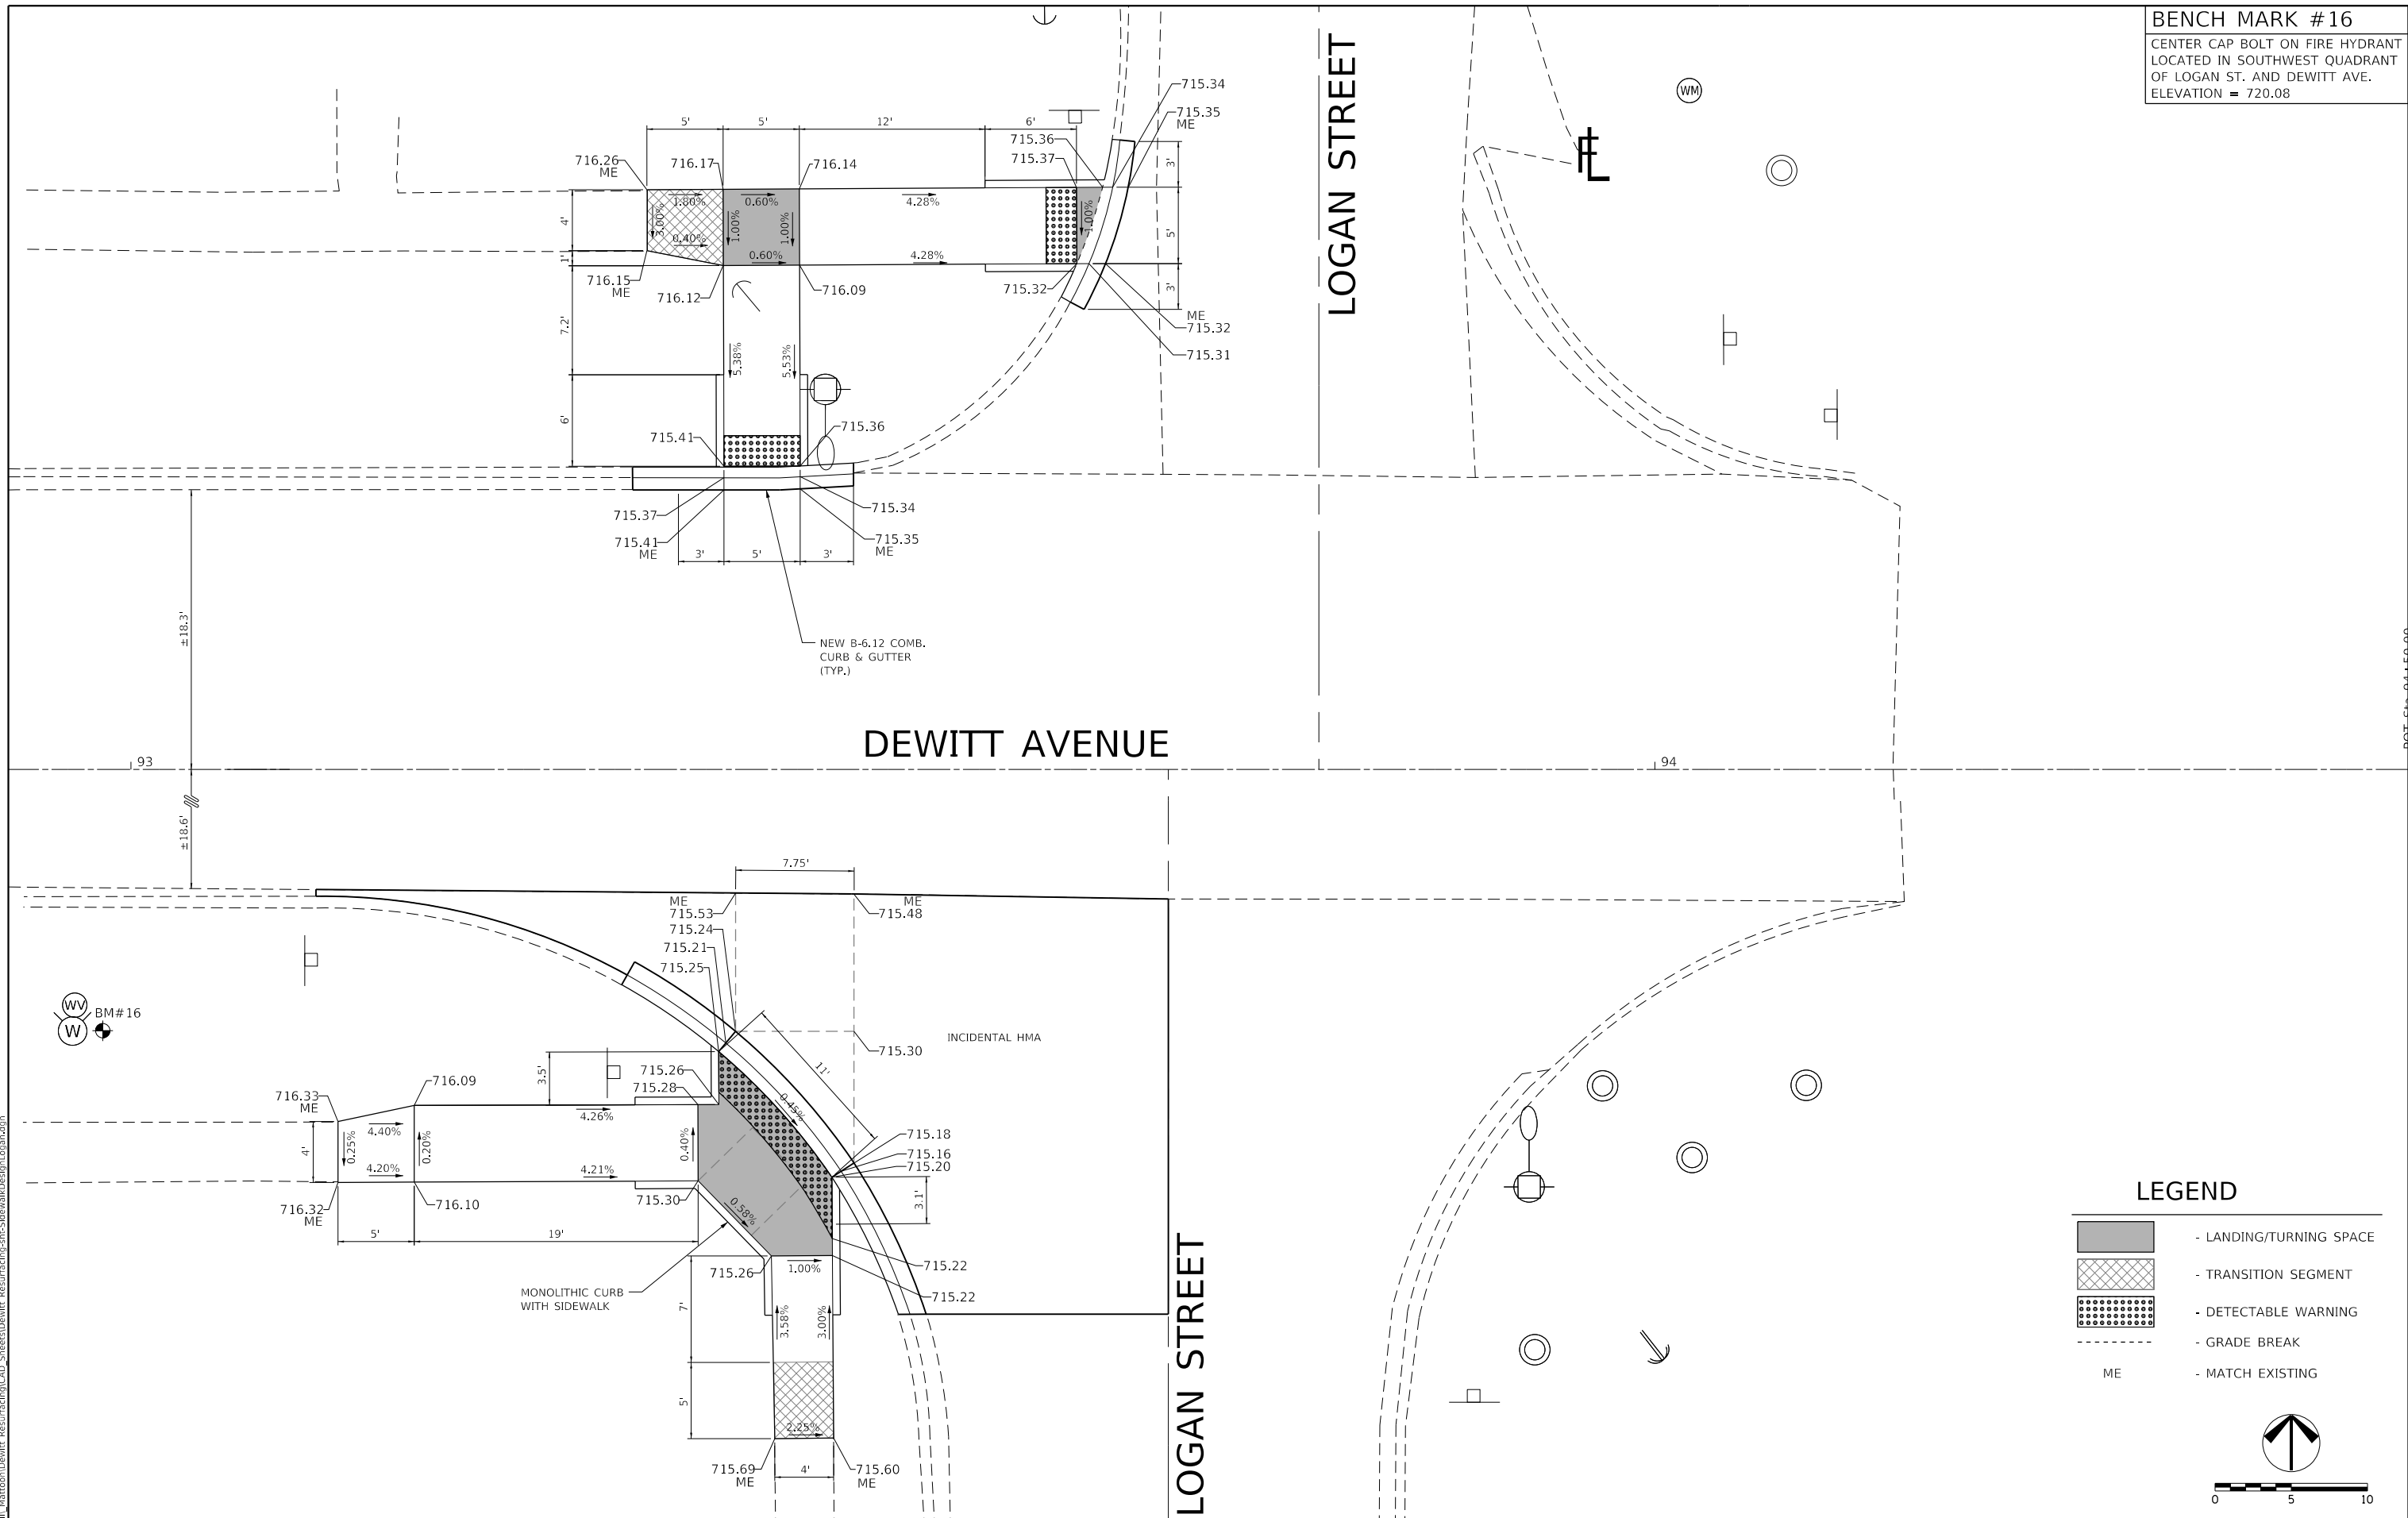 BENCH MARK #16
CENTER CAP BOLT ON FIRE HYDRANT
LOCATED IN SOUTHWEST QUADRANT
OF LOGAN ST. AND DEWITT AVE.
ELEVATION = 720.08
LOGAN STREET
WM
5'
5'
12'
6'
716.26
ME
716.17
716.14
715.36
715.37
715.34
715.35
ME
3'
5'
3'
4'
1'
7.2'
6'
1.80%
0.60%
4.28%
3.00%
1.00%
1.00%
1.00%
0.40%
0.60%
4.28%
716.15
ME
716.12
716.09
715.32
ME
715.32
715.31
5.38%
5.53%
715.41
715.36
715.37
715.41
ME
715.34
715.35
ME
3'
5'
3'
±18.3'
NEW B-6.12 COMB.
CURB & GUTTER
(TYP.)
DEWITT AVENUE
93
94
±18.6'
7.75'
ME
715.53
ME
715.48
715.24
715.21
715.25
WV
W
BM#16
INCIDENTAL HMA
715.30
11'
3.5'
715.26
715.28
716.09
716.33
ME
4.26%
4.40%
0.45%
4'
0.25%
0.20%
0.40%
4.20%
4.21%
715.18
715.16
715.20
3.1'
716.32
ME
716.10
715.30
0.58%
5'
19'
715.26
1.00%
715.22
715.22
MONOLITHIC CURB
WITH SIDEWALK
7'
3.58%
3.00%
5'
2.25%
715.69
ME
4'
715.60
ME
LOGAN STREET
LEGEND
- LANDING/TURNING SPACE
- TRANSITION SEGMENT
- DETECTABLE WARNING
- GRADE BREAK
ME - MATCH EXISTING
0 5 10